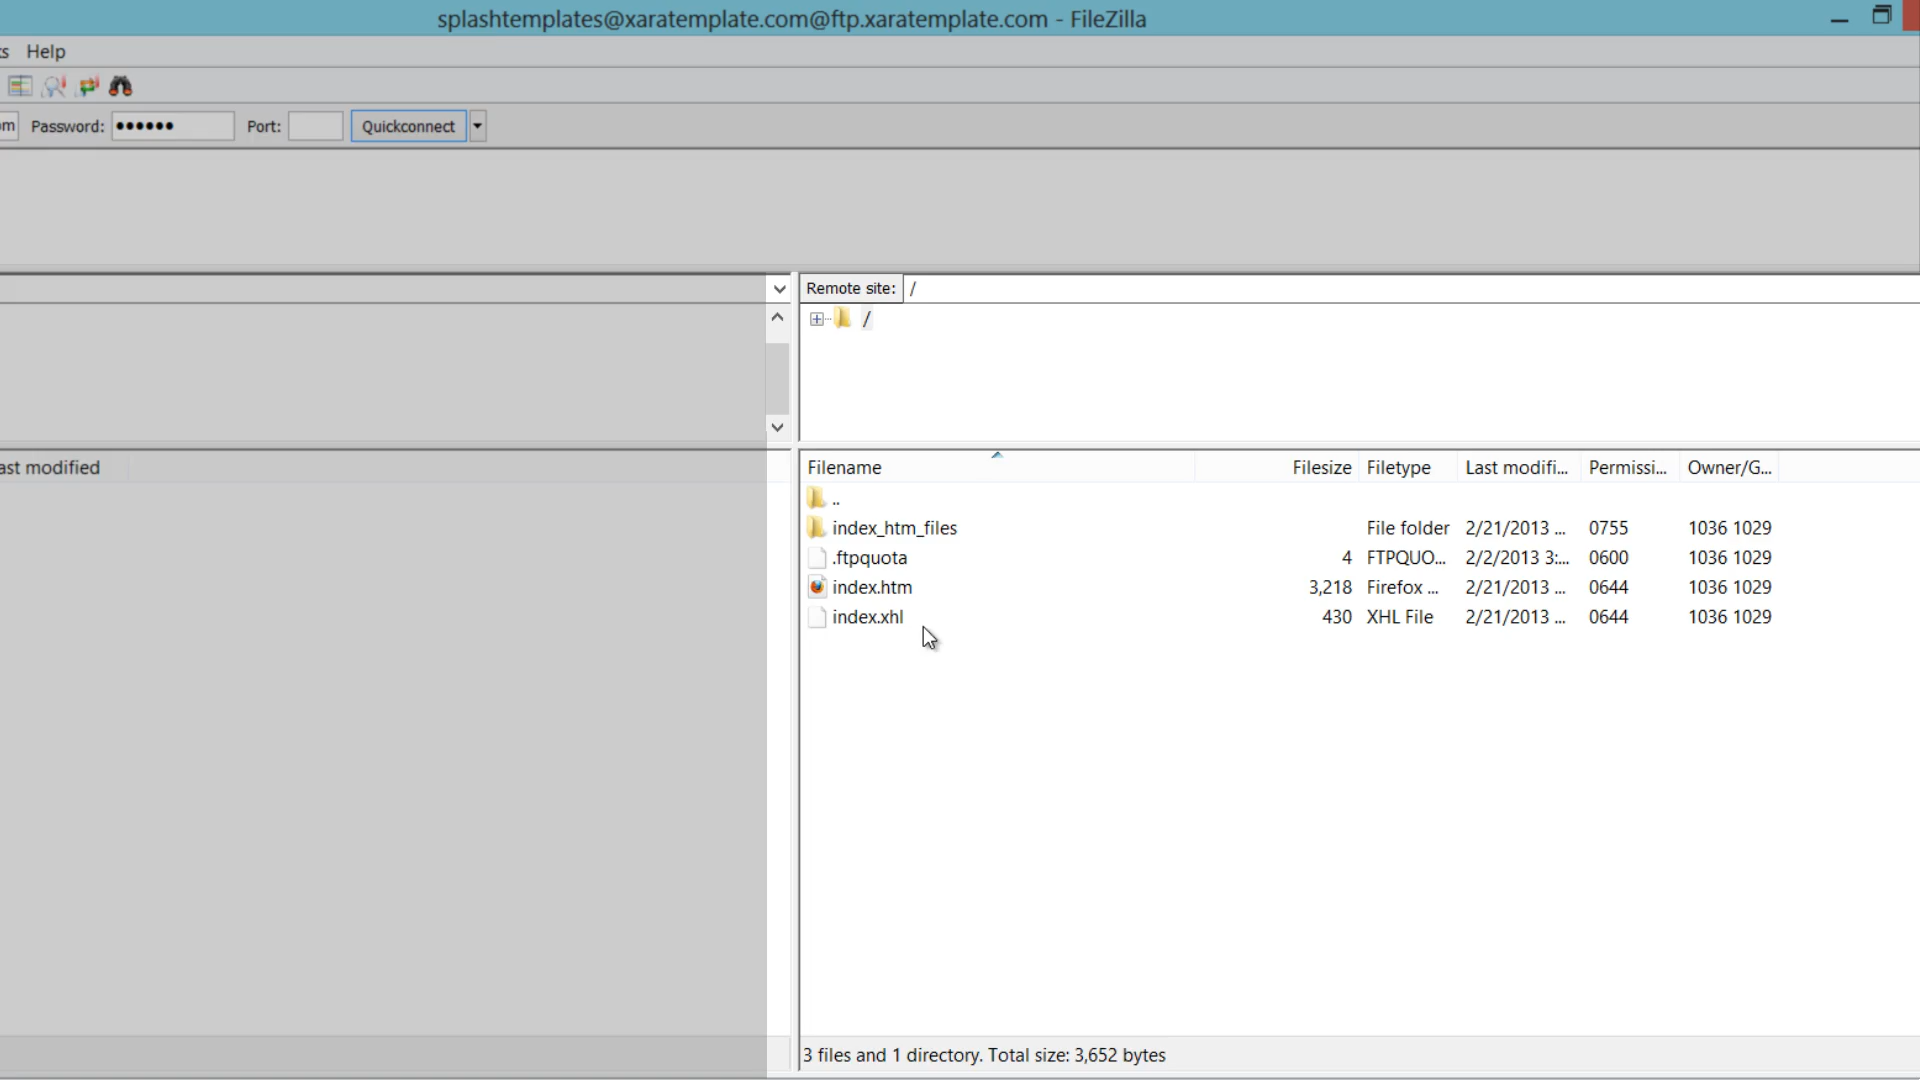 splashtemplates@xaratemplate.com@ftp.xaratemplate.com - FileZilla
s Help
om Password: •••••• Port: Quickconnect
Remote site: /
/
ast modified
Filename Filesize Filetype Last modifi... Permissi... Owner/G...
..
index_htm_files File folder 2/21/2013 ... 0755 1036 1029
.ftpquota 4 FTPQUO... 2/2/2013 3:... 0600 1036 1029
index.htm 3,218 Firefox ... 2/21/2013 ... 0644 1036 1029
index.xhl 430 XHL File 2/21/2013 ... 0644 1036 1029
3 files and 1 directory. Total size: 3,652 bytes